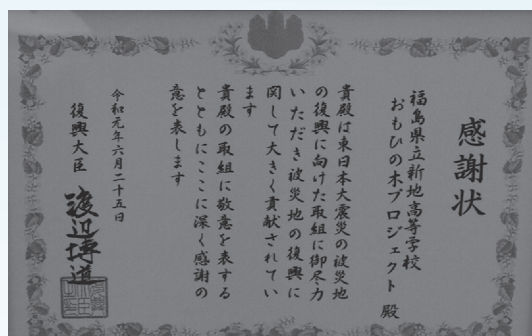 感謝状
福島県立新地高等学校
おもひの木プロジェクト 殿
貴殿は東日本大震災の被災地
の復興に向けた取組に御尽力
いただき被災地の復興に
関して大きく貢献されてい
ます
貴殿の取組に敬意を表する
とともにここに深く感謝の
意を表します
令和元年六月二十五日
復興大臣 渡辺博道